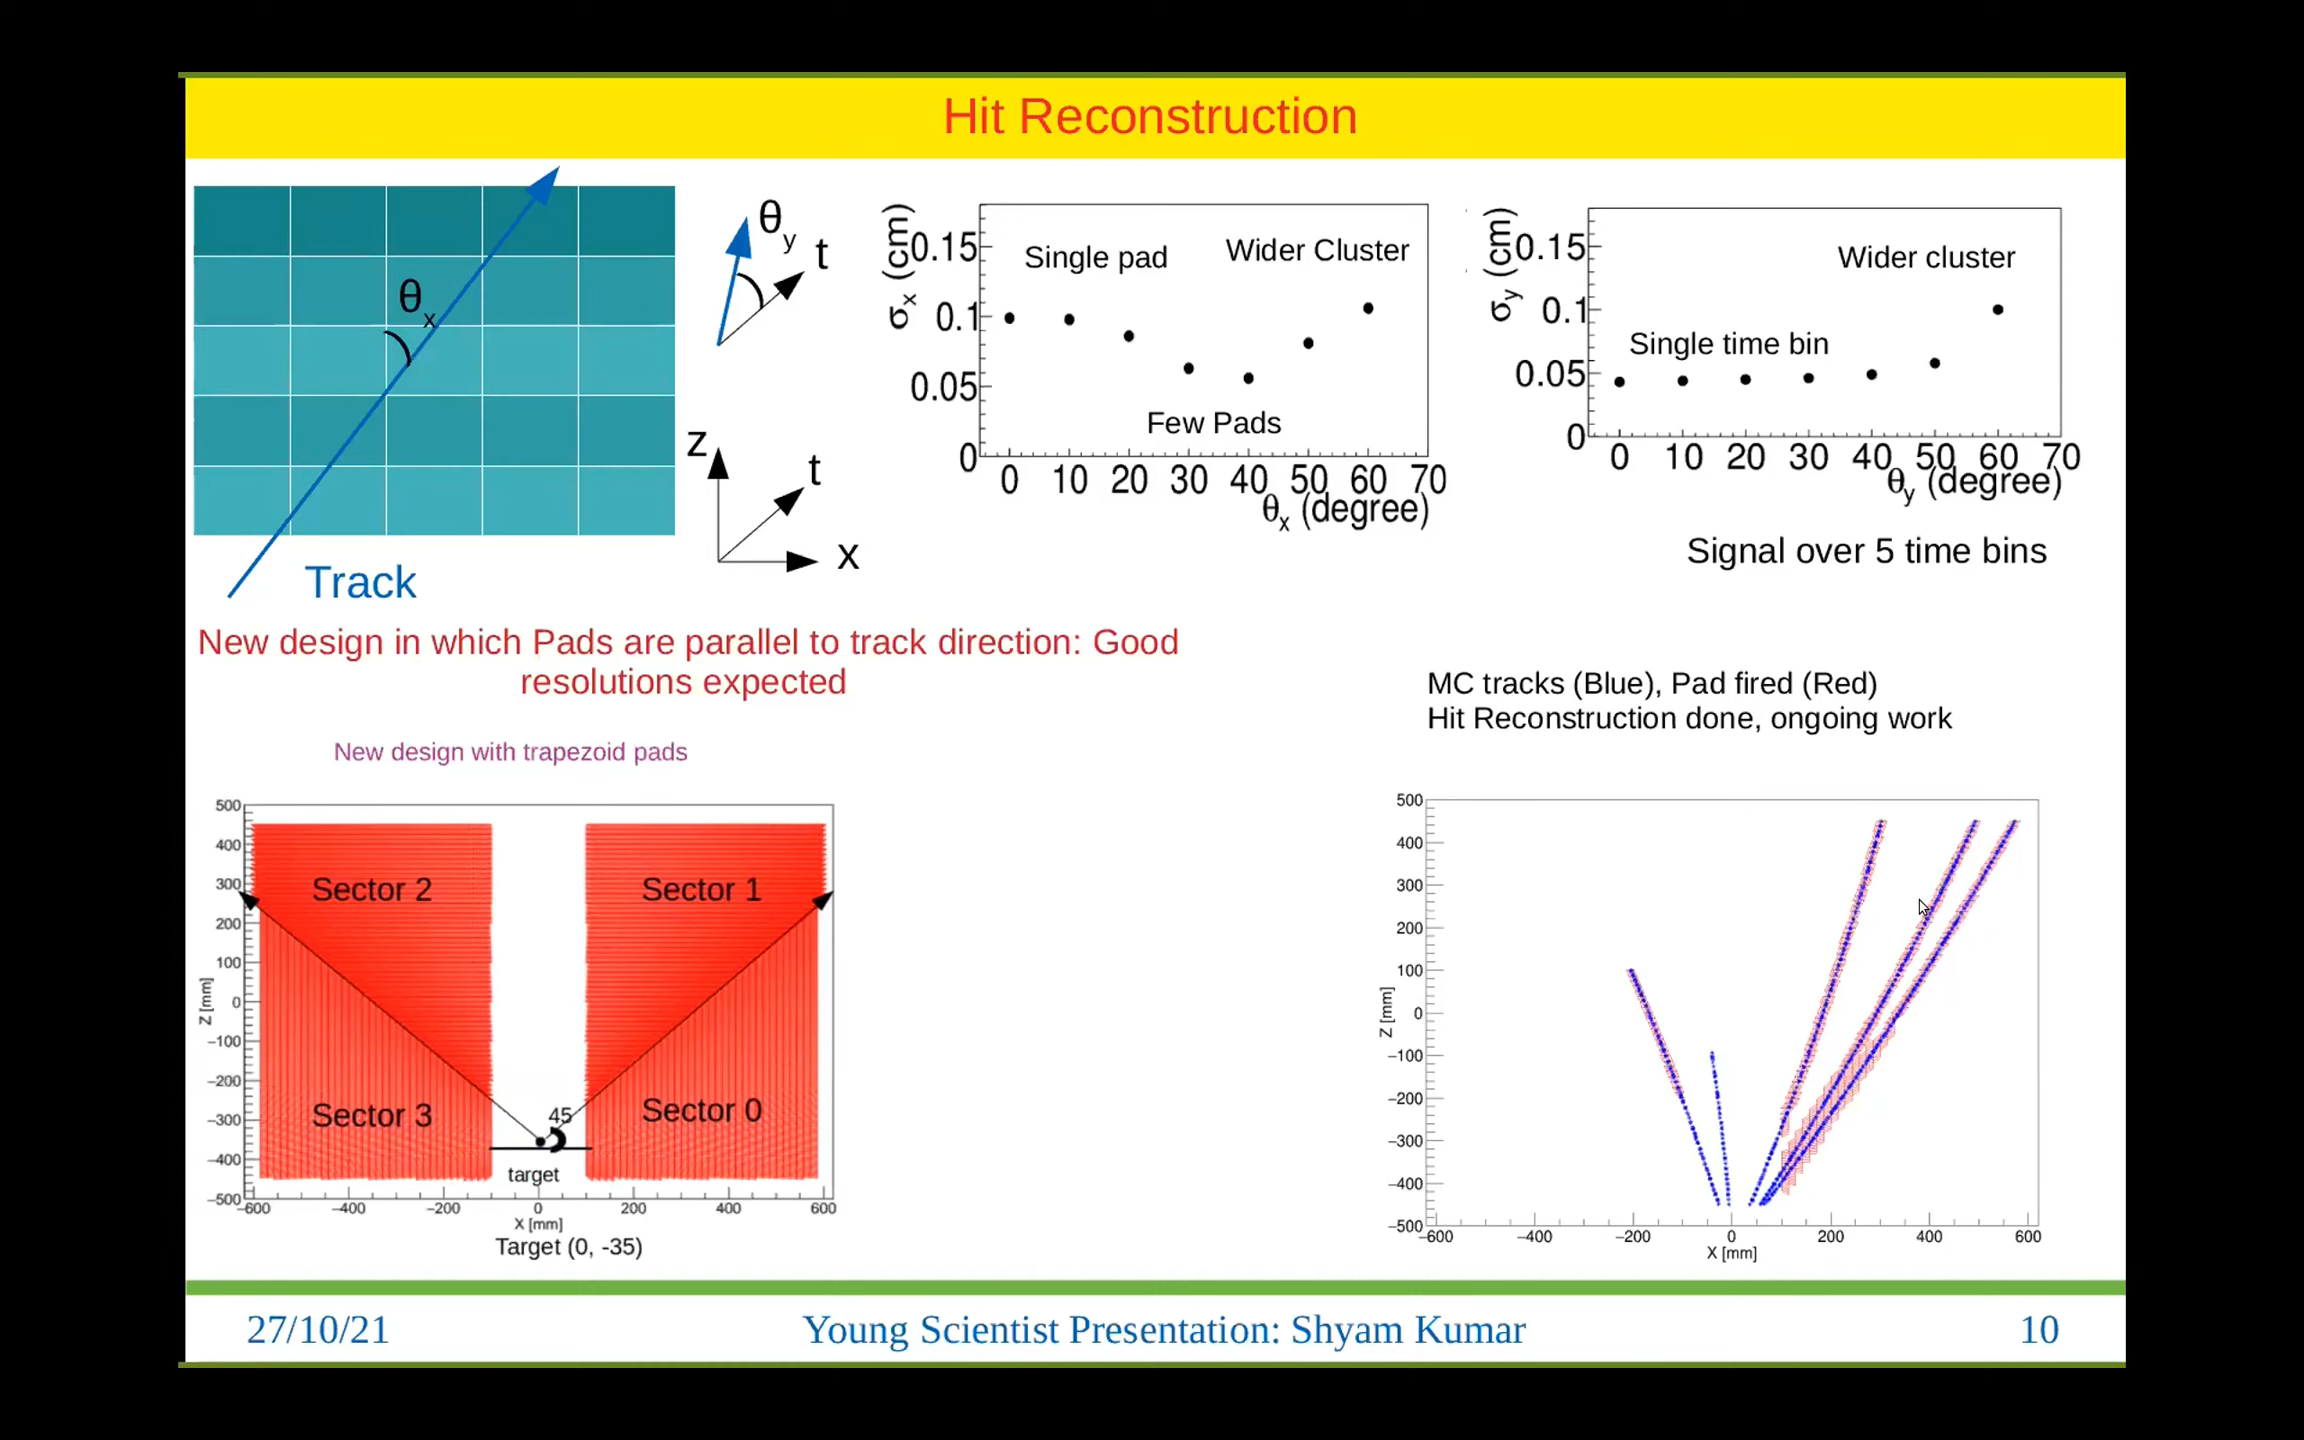 Hit Reconstruction
θx
θy
t
z
t
x
Track
σx (cm)
0.15
0.1
0.05
0
Single pad
Wider Cluster
Few Pads
0 10 20 30 40 50 60 70
θx (degree)
σy (cm)
0.15
0.1
0.05
0
Wider cluster
Single time bin
0 10 20 30 40 50 60 70
θy (degree)
Signal over 5 time bins
New design in which Pads are parallel to track direction: Good
resolutions expected
MC tracks (Blue), Pad fired (Red)
Hit Reconstruction done, ongoing work
New design with trapezoid pads
Z [mm]
500
400
300
200
100
0
−100
−200
−300
−400
−500
Sector 2
Sector 1
Sector 3
Sector 0
45
target
−600 −400 −200 0 200 400 600
X [mm]
Target (0, -35)
Z [mm]
500
400
300
200
100
0
−100
−200
−300
−400
−500
−600 −400 −200 0 200 400 600
X [mm]
27/10/21
Young Scientist Presentation: Shyam Kumar
10